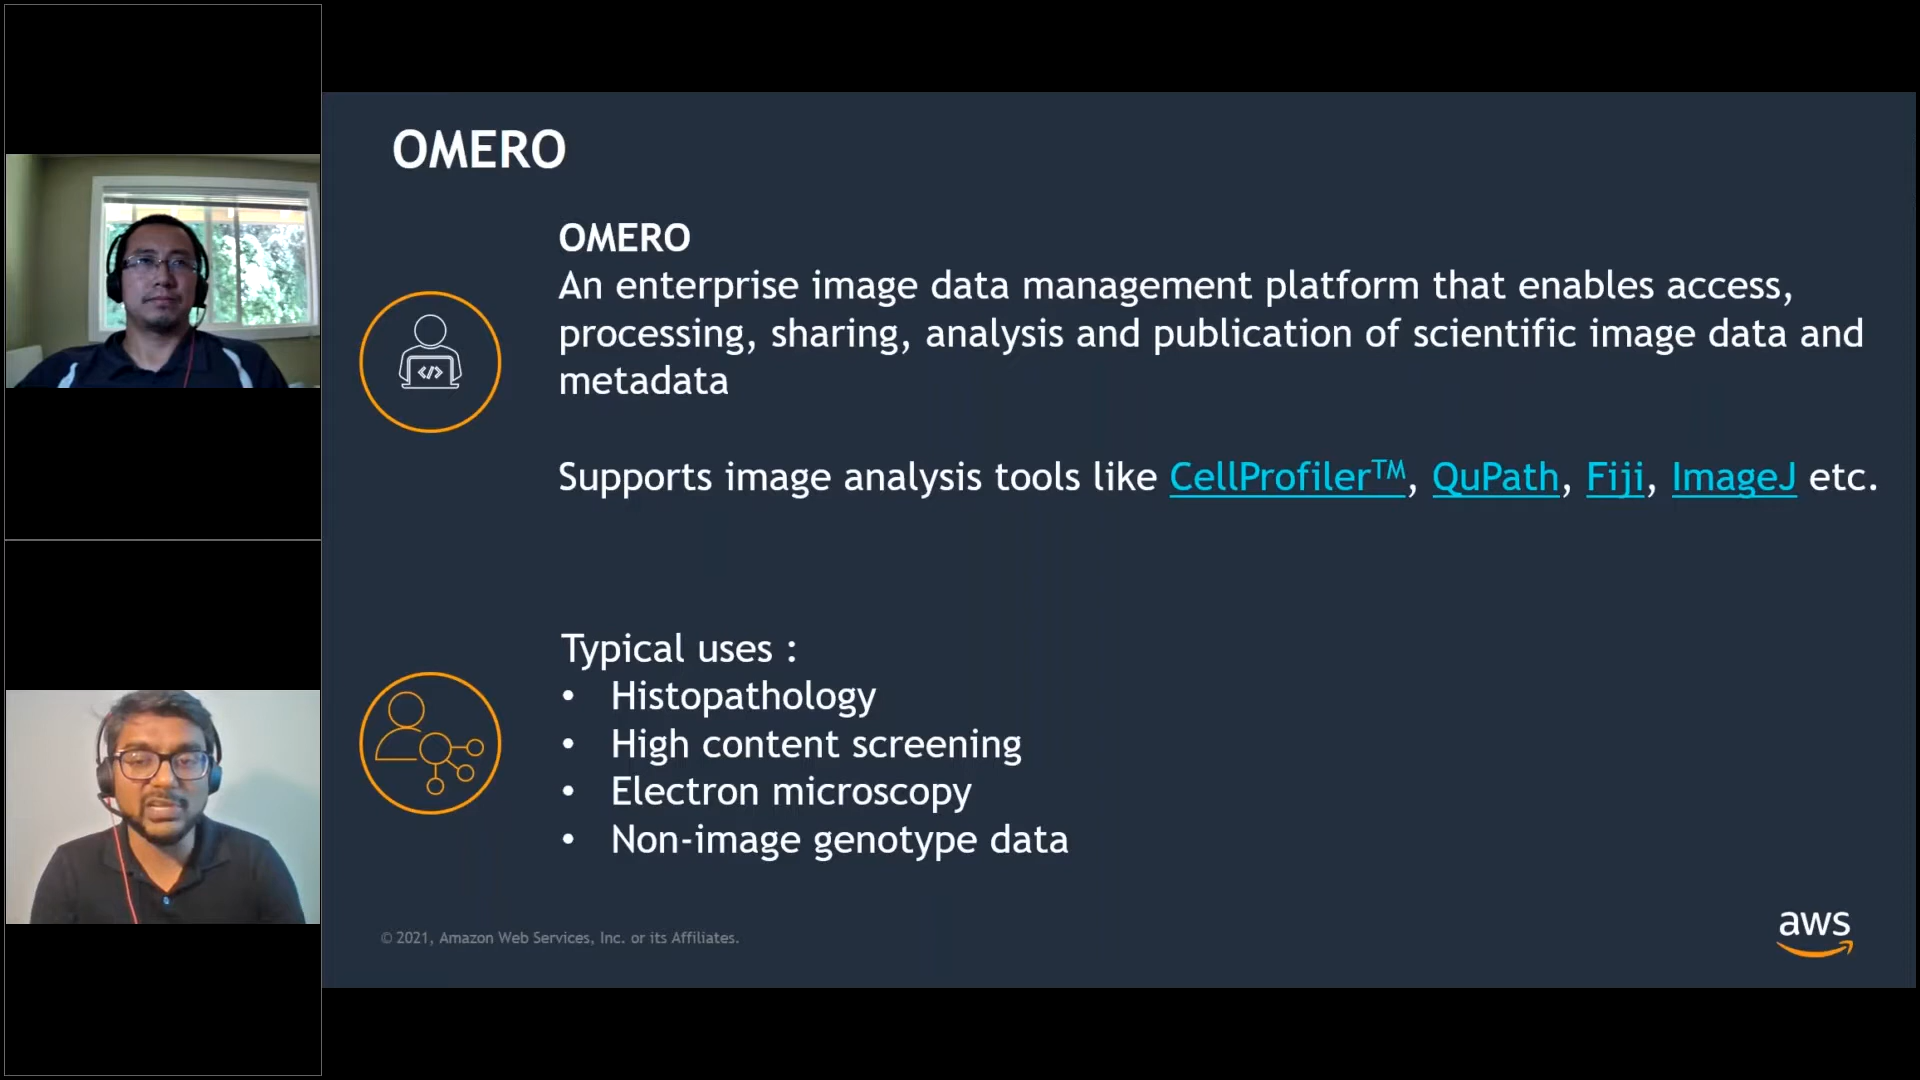 OMERO
OMERO
An enterprise image data management platform that enables access,
processing, sharing, analysis and publication of scientific image data and
metadata
Supports image analysis tools like CellProfiler™, QuPath, Fiji, ImageJ etc.
</>
Typical uses :
• Histopathology
• High content screening
• Electron microscopy
• Non-image genotype data
© 2021, Amazon Web Services, Inc. or its Affiliates.
aws